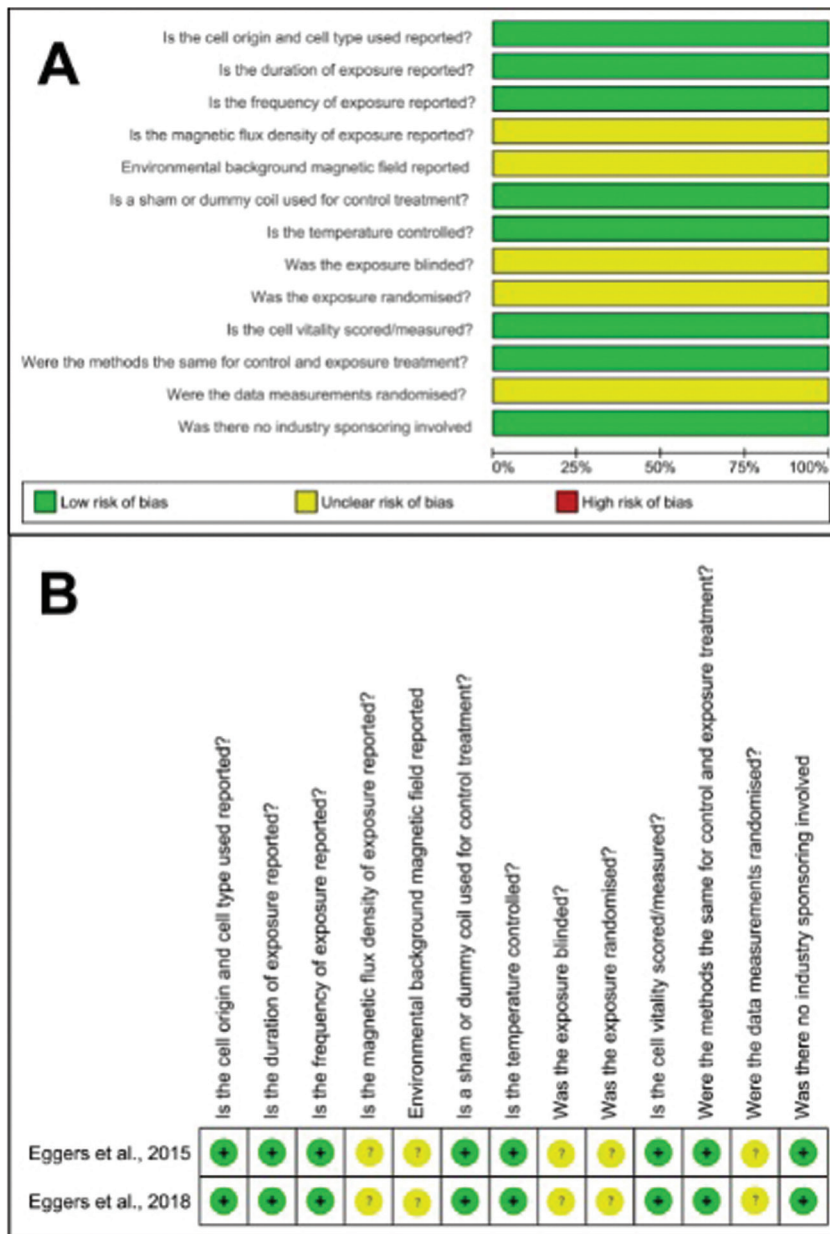 A
Is the cell origin and cell type used reported?
Is the duration of exposure reported?
Is the frequency of exposure reported?
Is the magnetic flux density of exposure reported?
Environmental background magnetic field reported
Is a sham or dummy coil used for control treatment?
Is the temperature controlled?
Was the exposure blinded?
Was the exposure randomised?
Is the cell vitality scored/measured?
Were the methods the same for control and exposure treatment?
Were the data measurements randomised?
Was there no industry sponsoring involved
0% 25% 50% 75% 100%
Low risk of bias Unclear risk of bias High risk of bias
B
Is the cell origin and cell type used reported?
Is the duration of exposure reported?
Is the frequency of exposure reported?
Is the magnetic flux density of exposure reported?
Environmental background magnetic field reported
Is a sham or dummy coil used for control treatment?
Is the temperature controlled?
Was the exposure blinded?
Was the exposure randomised?
Is the cell vitality scored/measured?
Were the methods the same for control and exposure treatment?
Were the data measurements randomised?
Was there no industry sponsoring involved
Eggers et al., 2015 + + + ? ? + + ? ? + + ? +
Eggers et al., 2018 + + + ? ? + + ? ? + + ? +